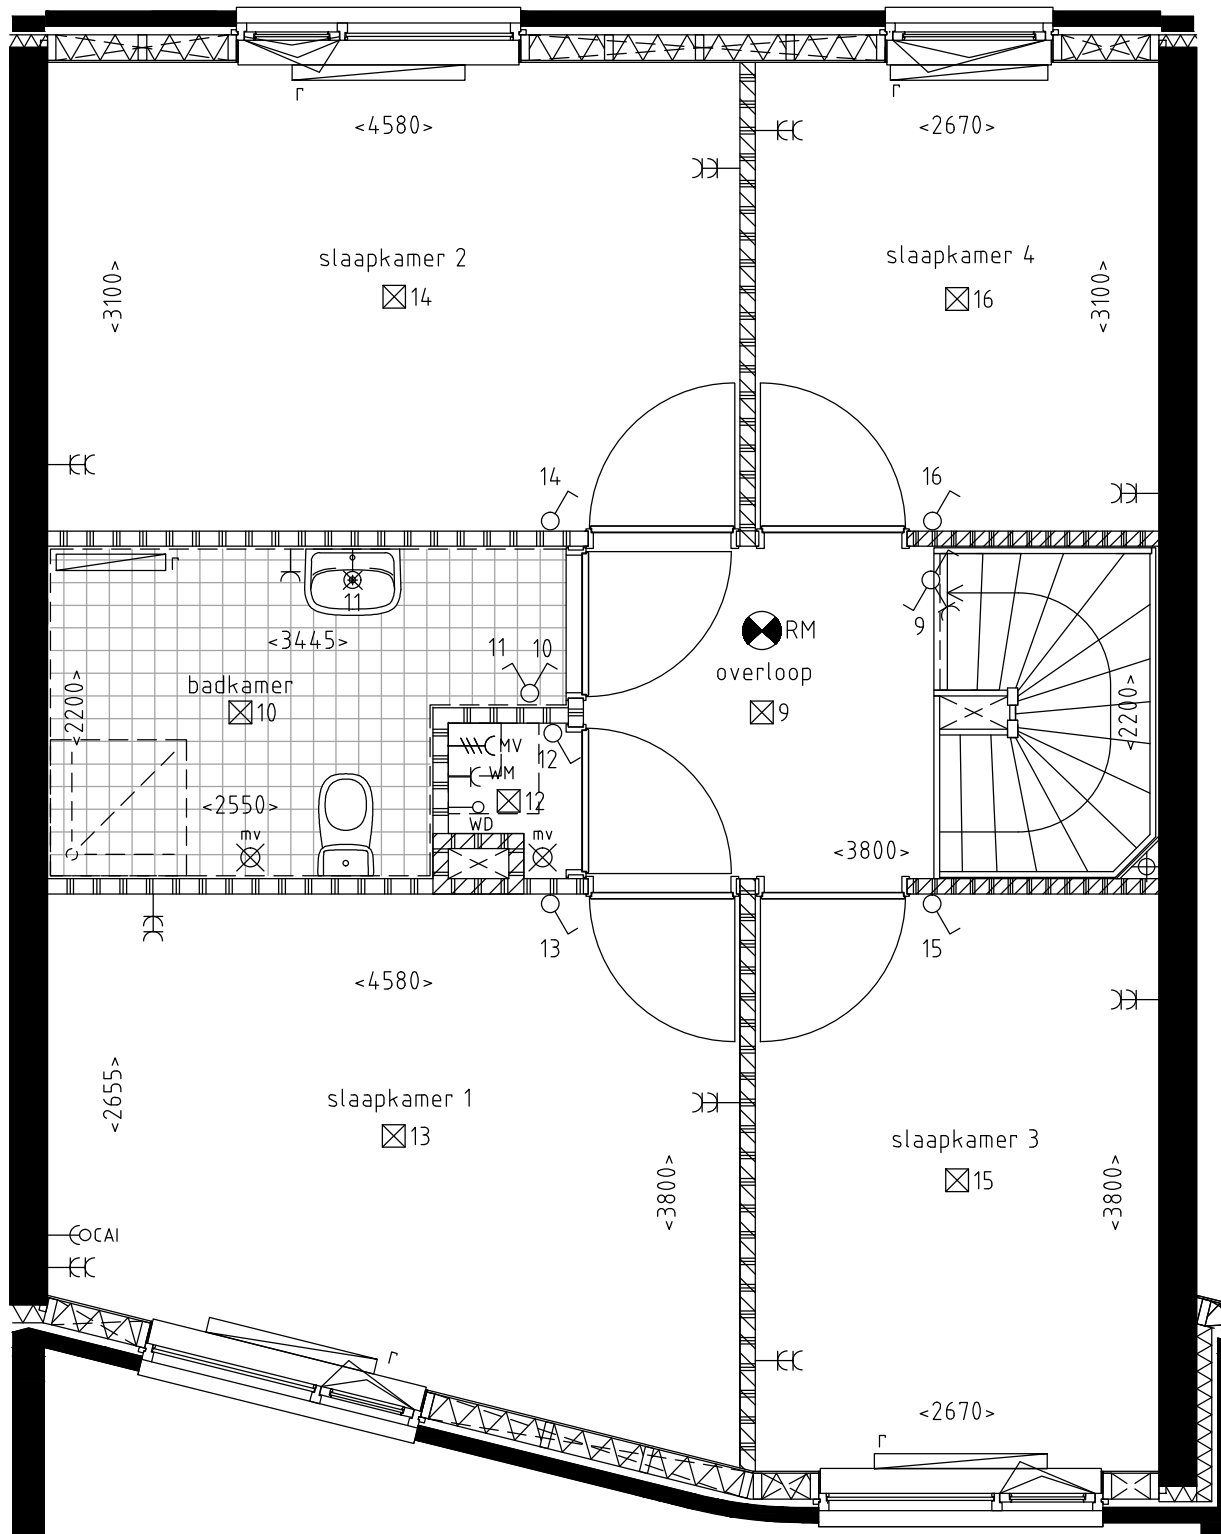 r
r
<4580>
<2670>
slaapkamer 2
14
slaapkamer 4
16
<3100>
<3100>
14
16
r
11
<3445>
11
10
badkamer
10
<2200>
RM
overloop
9
9
<2200>
12
MV
WM
12
WD
<2550>
mv
mv
<3800>
13
15
<4580>
<2655>
slaapkamer 1
13
slaapkamer 3
15
<3800>
<3800>
CAI
r
<2670>
r